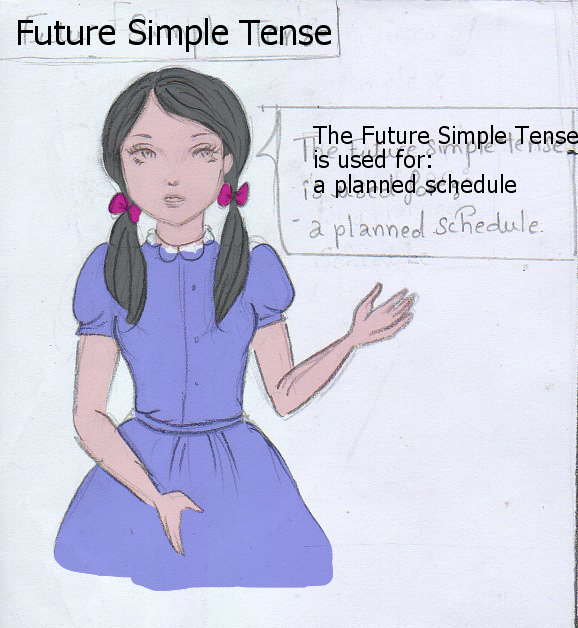 Future Simple Tense
The Future Simple Tense
is used for:
a planned schedule
The Future Simple tense
is used for:
- a planned schedule.